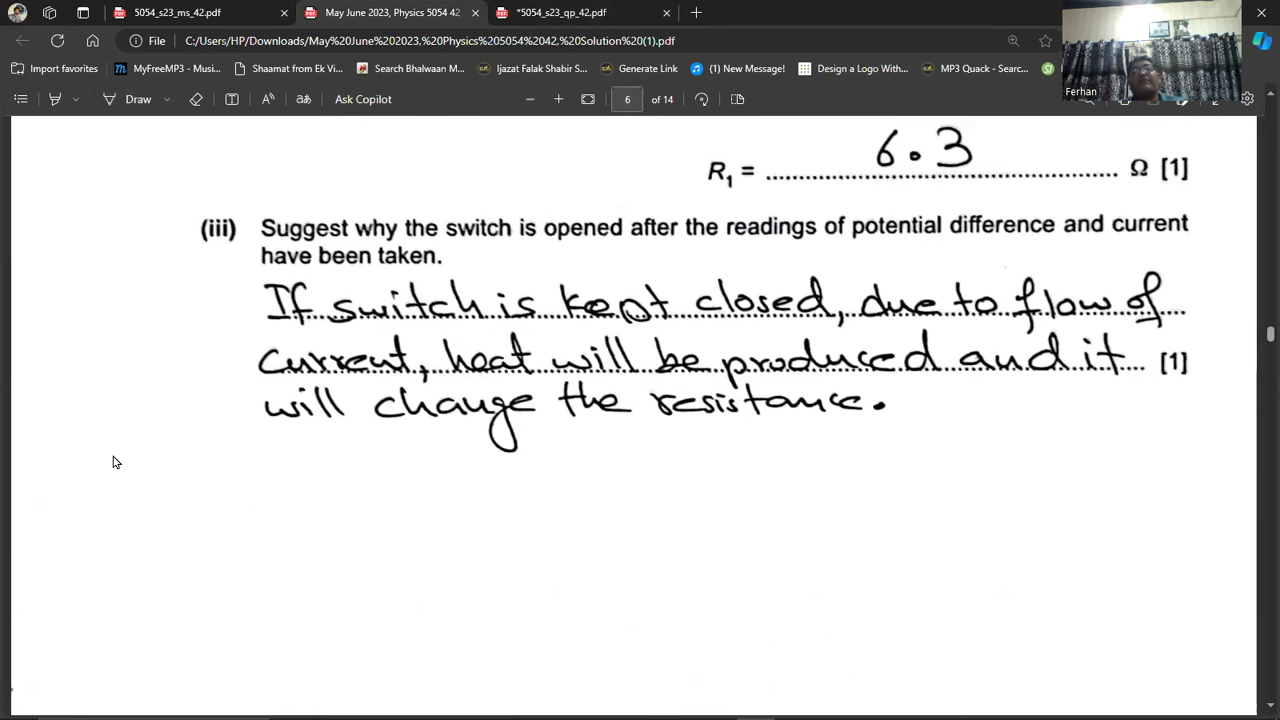 5054_s23_ms_42.pdf
May June 2023, Physics 5054 42,
*5054_s23_qp_42.pdf
File
C:/Users/HP/Downloads/May%20June%202023,%20Physics%205054%2042,%20Solution%20(1).pdf
Import favorites
MyFreeMP3 - Musi...
Shaamat from Ek Vi...
Search Bhalwaan M...
Ijazat Falak Shabir S...
Generate Link
(1) New Message!
Design a Logo With...
MP3 Quack - Searc...
Ferhan
Draw
Ask Copilot
6 of 14
R1 = 6.3 Ω [1]
(iii) Suggest why the switch is opened after the readings of potential difference and current
have been taken.
If switch is kept closed, due to flow of
current, heat will be produced and it [1]
will change the resistance.